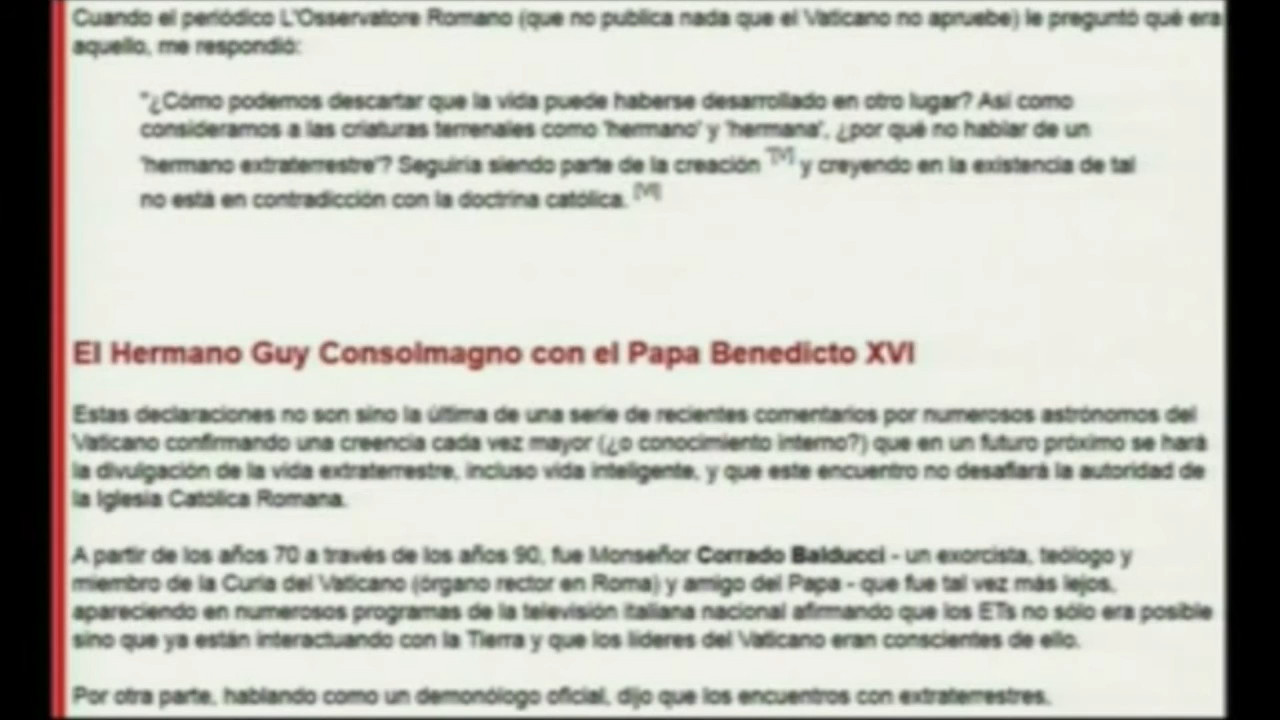 Cuando el periódico L'Osservatore Romano (que no publica nada que el Vaticano no apruebe) le preguntó qué era
aquello, me respondió:
"¿Cómo podemos descartar que la vida puede haberse desarrollado en otro lugar? Así como
consideramos a las criaturas terrenales como 'hermano' y 'hermana', ¿por qué no hablar de un
'hermano extraterrestre'? Seguiría siendo parte de la creación "[V] y creyendo en la existencia de tal
no está en contradicción con la doctrina católica. [VI]
El Hermano Guy Consolmagno con el Papa Benedicto XVI
Estas declaraciones no son sino la última de una serie de recientes comentarios por numerosos astrónomos del
Vaticano confirmando una creencia cada vez mayor (¿o conocimiento interno?) que en un futuro próximo se hará
la divulgación de la vida extraterrestre, incluso vida inteligente, y que este encuentro no desafiará la autoridad de
la Iglesia Católica Romana.
A partir de los años 70 a través de los años 90, fue Monseñor Corrado Balducci - un exorcista, teólogo y
miembro de la Curia del Vaticano (órgano rector en Roma) y amigo del Papa - que fue tal vez más lejos,
apareciendo en numerosos programas de la televisión italiana nacional afirmando que los ETs no sólo era posible
sino que ya están interactuando con la Tierra y que los líderes del Vaticano eran conscientes de ello.
Por otra parte, hablando como un demonólogo oficial, dijo que los encuentros con extraterrestres,